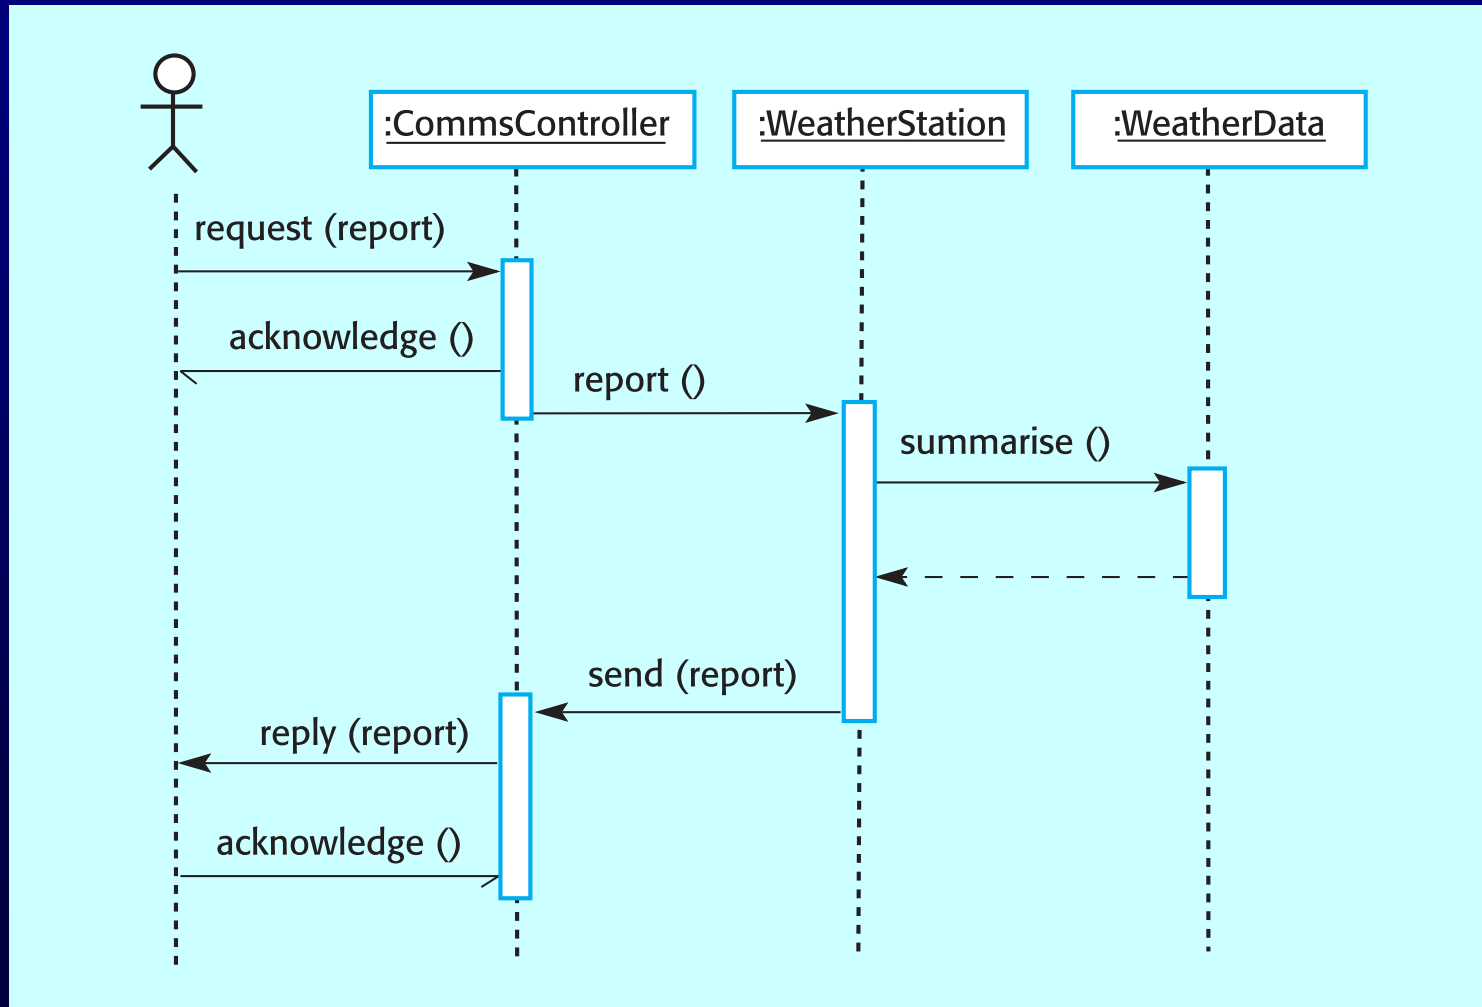 :CommsController
:WeatherStation
:WeatherData
request (report)
acknowledge ()
report ()
summarise ()
send (report)
reply (report)
acknowledge ()